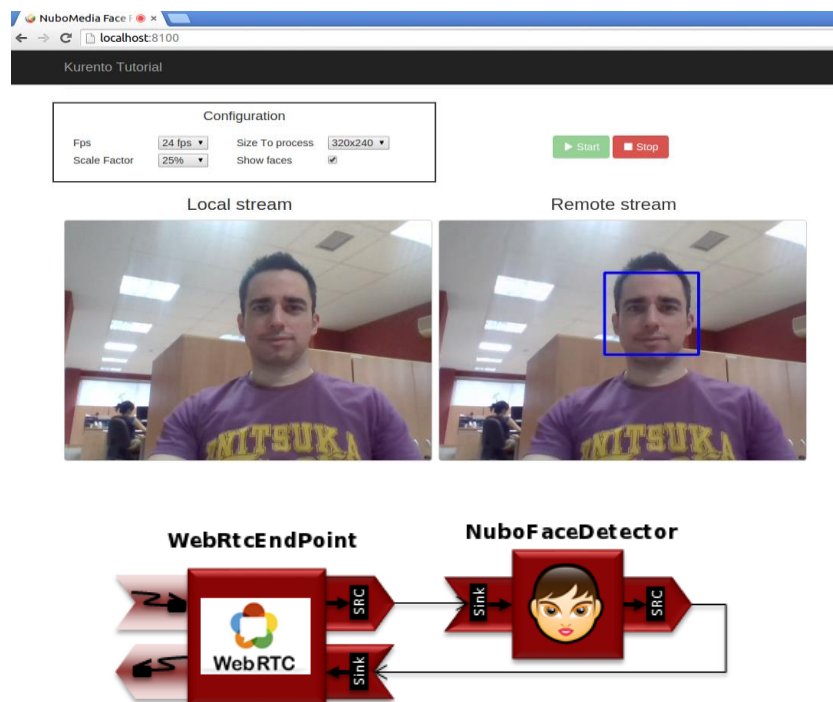 NuboMedia Face
localhost:8100
Kurento Tutorial
Configuration
Fps 24 fps Size To process 320x240
Scale Factor 25% Show faces
Start Stop
Local stream Remote stream
NITSUKA NITSUKA
WebRtcEndPoint NuboFaceDetector
SRC Sink SRC
WebRTC
Sink